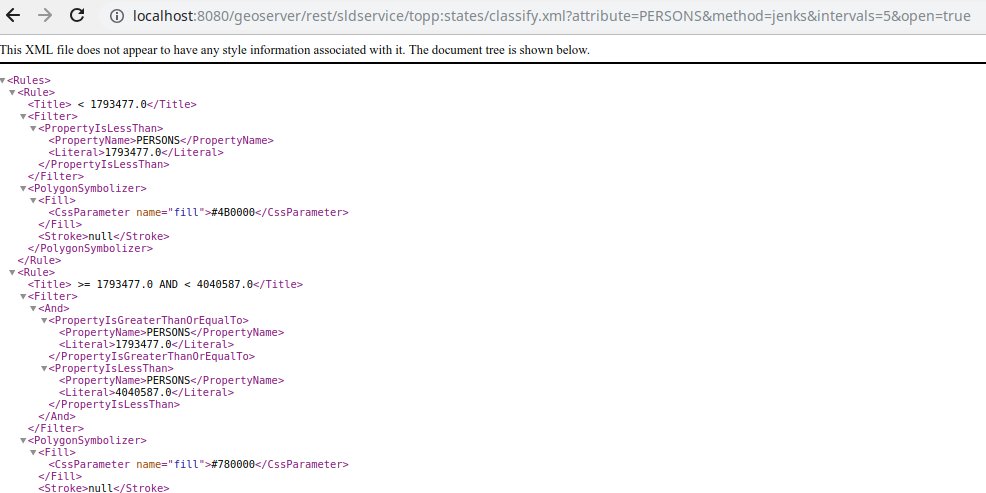 localhost:8080/geoserver/rest/sldservice/topp:states/classify.xml?attribute=PERSONS&method=jenks&intervals=5&open=true
This XML file does not appear to have any style information associated with it. The document tree is shown below.
<Rules>
<Rule>
<Title> < 1793477.0</Title>
<Filter>
<PropertyIsLessThan>
<PropertyName>PERSONS</PropertyName>
<Literal>1793477.0</Literal>
</PropertyIsLessThan>
</Filter>
<PolygonSymbolizer>
<Fill>
<CssParameter name="fill">#4B0000</CssParameter>
</Fill>
<Stroke>null</Stroke>
</PolygonSymbolizer>
</Rule>
<Rule>
<Title> >= 1793477.0 AND < 4040587.0</Title>
<Filter>
<And>
<PropertyIsGreaterThanOrEqualTo>
<PropertyName>PERSONS</PropertyName>
<Literal>1793477.0</Literal>
</PropertyIsGreaterThanOrEqualTo>
<PropertyIsLessThan>
<PropertyName>PERSONS</PropertyName>
<Literal>4040587.0</Literal>
</PropertyIsLessThan>
</And>
</Filter>
<PolygonSymbolizer>
<Fill>
<CssParameter name="fill">#780000</CssParameter>
</Fill>
<Stroke>null</Stroke>